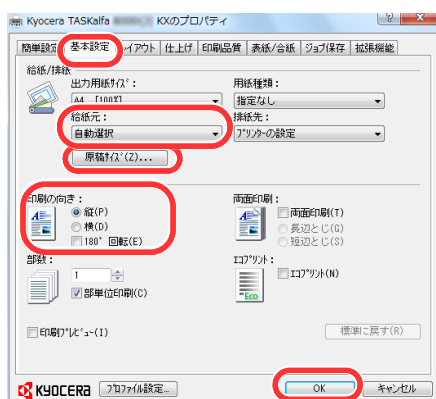 Kyocera TASKalfa KXのプロパティ
簡単設定 基本設定 イアウト 仕上げ 印刷品質 表紙/合紙 ジョブ保存 拡張機能
給紙/排紙
出力用紙ｻｲｽﾞ: 用紙種類:
A4 [100%] 指定なし
給紙元: 排紙先:
自動選択 ﾌﾟﾘﾝﾀｰの設定
原稿ｻｲｽﾞ(Z)...
印刷の向き: 両面印刷:
縦(P) 両面印刷(T)
横(D) 長辺とじ(G)
180° 回転(E) 短辺とじ(S)
部数: ｴｺﾌﾟﾘﾝﾄ:
1 ｴｺﾌﾟﾘﾝﾄ(N)
部単位印刷(C)
Eco
印刷ﾌﾟﾚﾋﾞｭｰ(I) 標準に戻す(R)
KYOCERA ﾌﾟﾛﾌｧｲﾙ設定... OK キャンセル